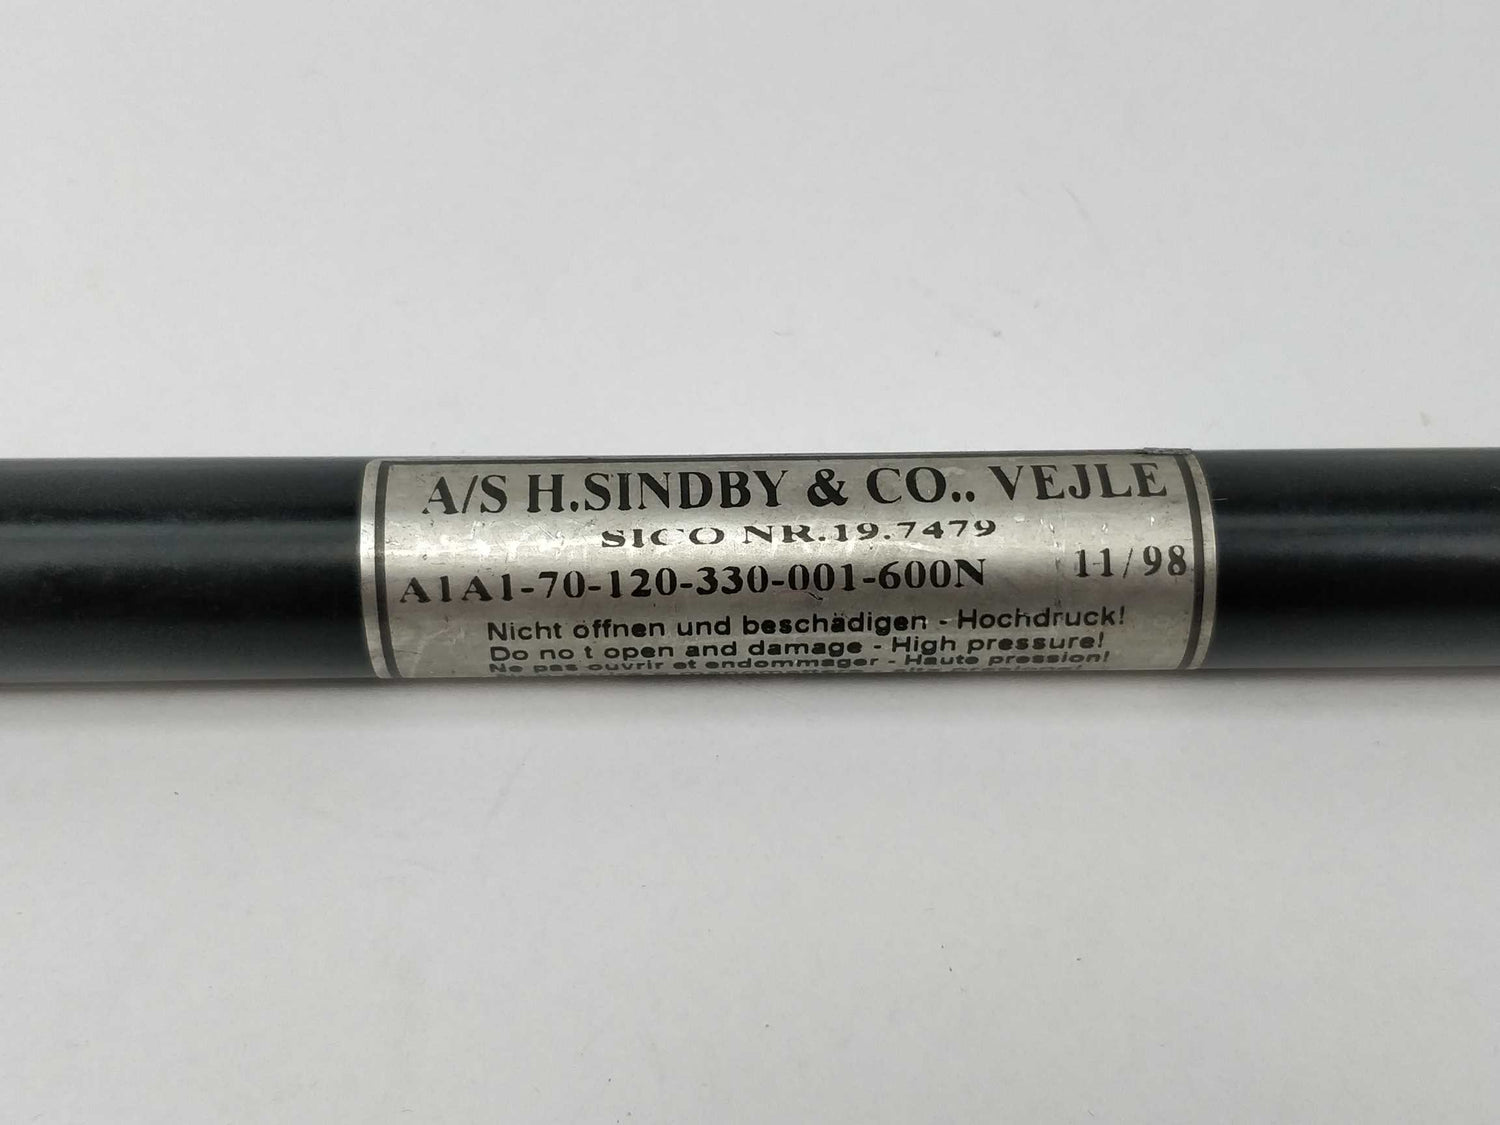 A/S H.SINDBY & CO.. VEJLE
SICO NR.19.7479
A1A1-70-120-330-001-600N 11/98
Nicht öffnen und beschädigen - Hochdruck!
Do no t open and damage - High pressure!
Ne pas ouvrir et endommager - Haute pression!